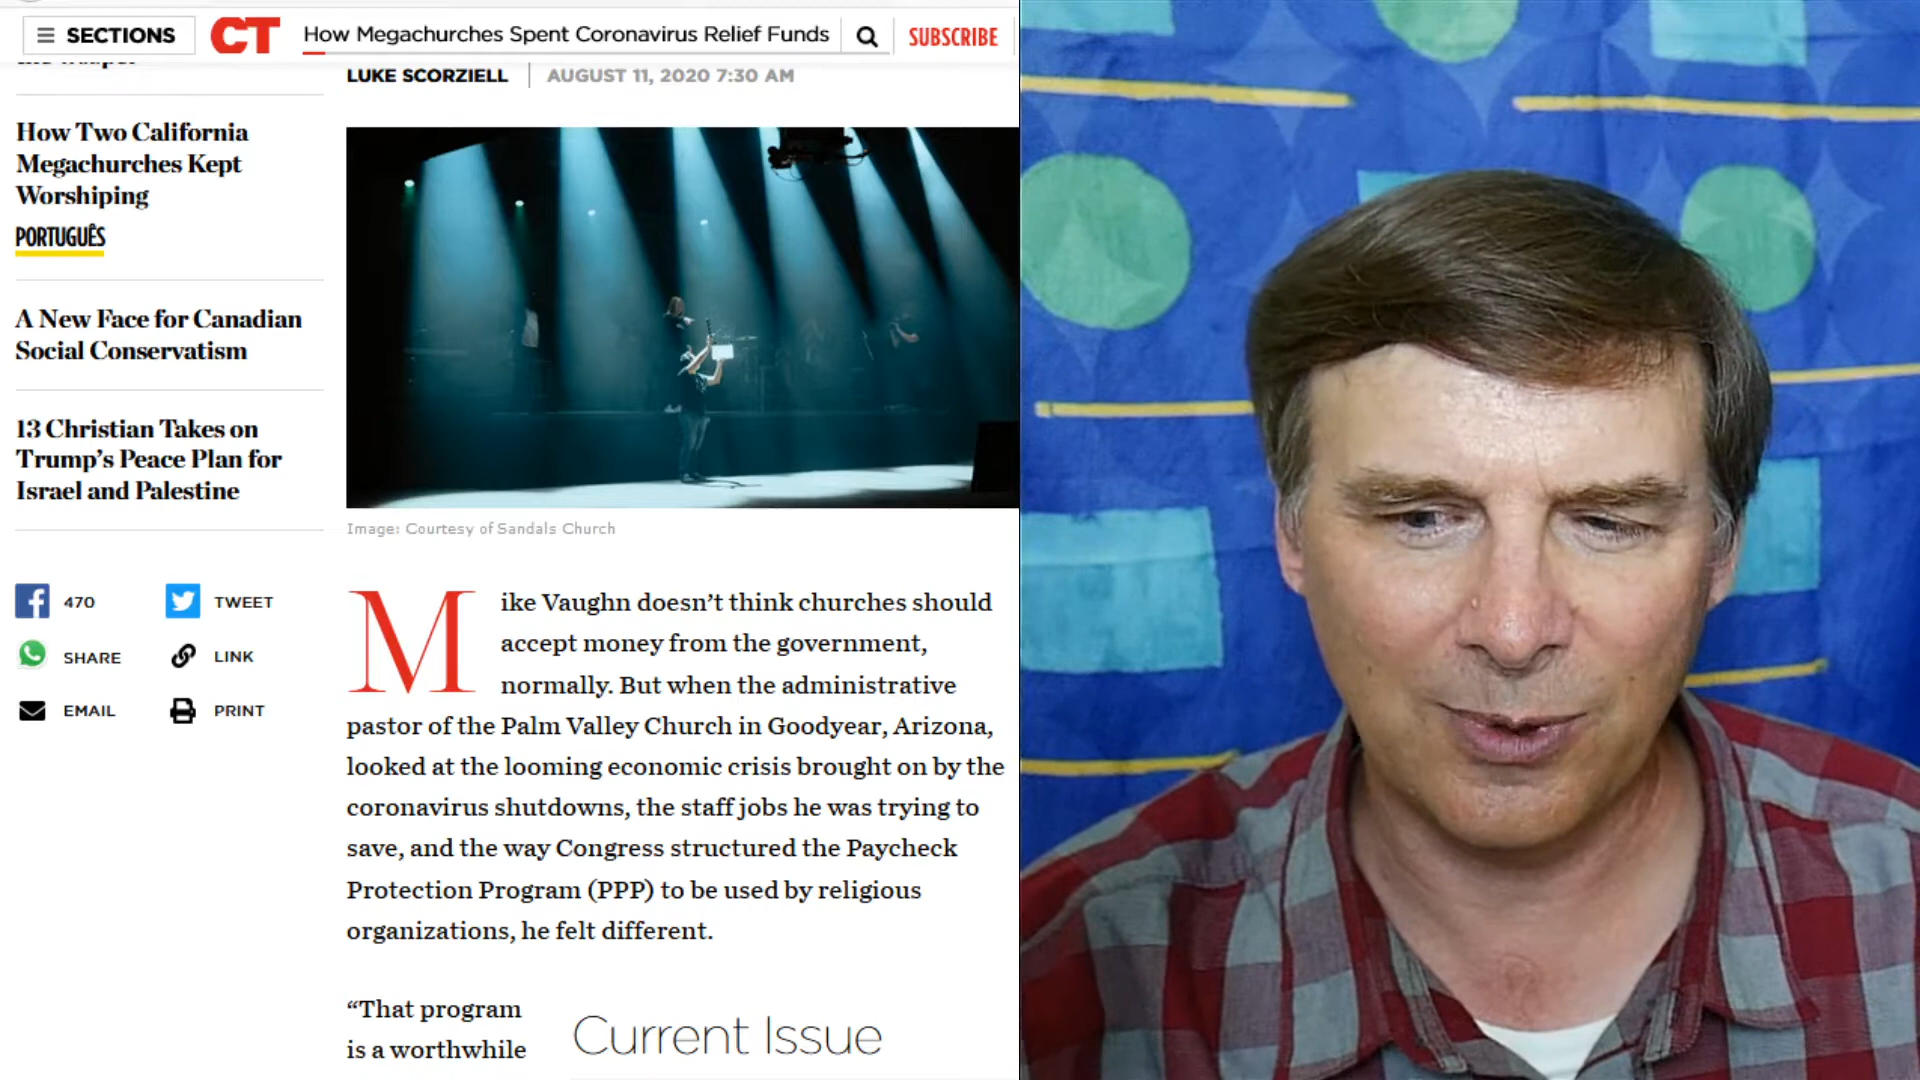 SECTIONS
CT
How Megachurches Spent Coronavirus Relief Funds
SUBSCRIBE
LUKE SCORZIELL
AUGUST 11, 2020 7:30 AM
How Two California
Megachurches Kept
Worshiping
PORTUGUÊS
A New Face for Canadian
Social Conservatism
13 Christian Takes on
Trump's Peace Plan for
Israel and Palestine
470
TWEET
SHARE
LINK
EMAIL
PRINT
Image: Courtesy of Sandals Church
Mike Vaughn doesn't think churches should
accept money from the government,
normally. But when the administrative
pastor of the Palm Valley Church in Goodyear, Arizona,
looked at the looming economic crisis brought on by the
coronavirus shutdowns, the staff jobs he was trying to
save, and the way Congress structured the Paycheck
Protection Program (PPP) to be used by religious
organizations, he felt different.
“That program
is a worthwhile
Current Issue